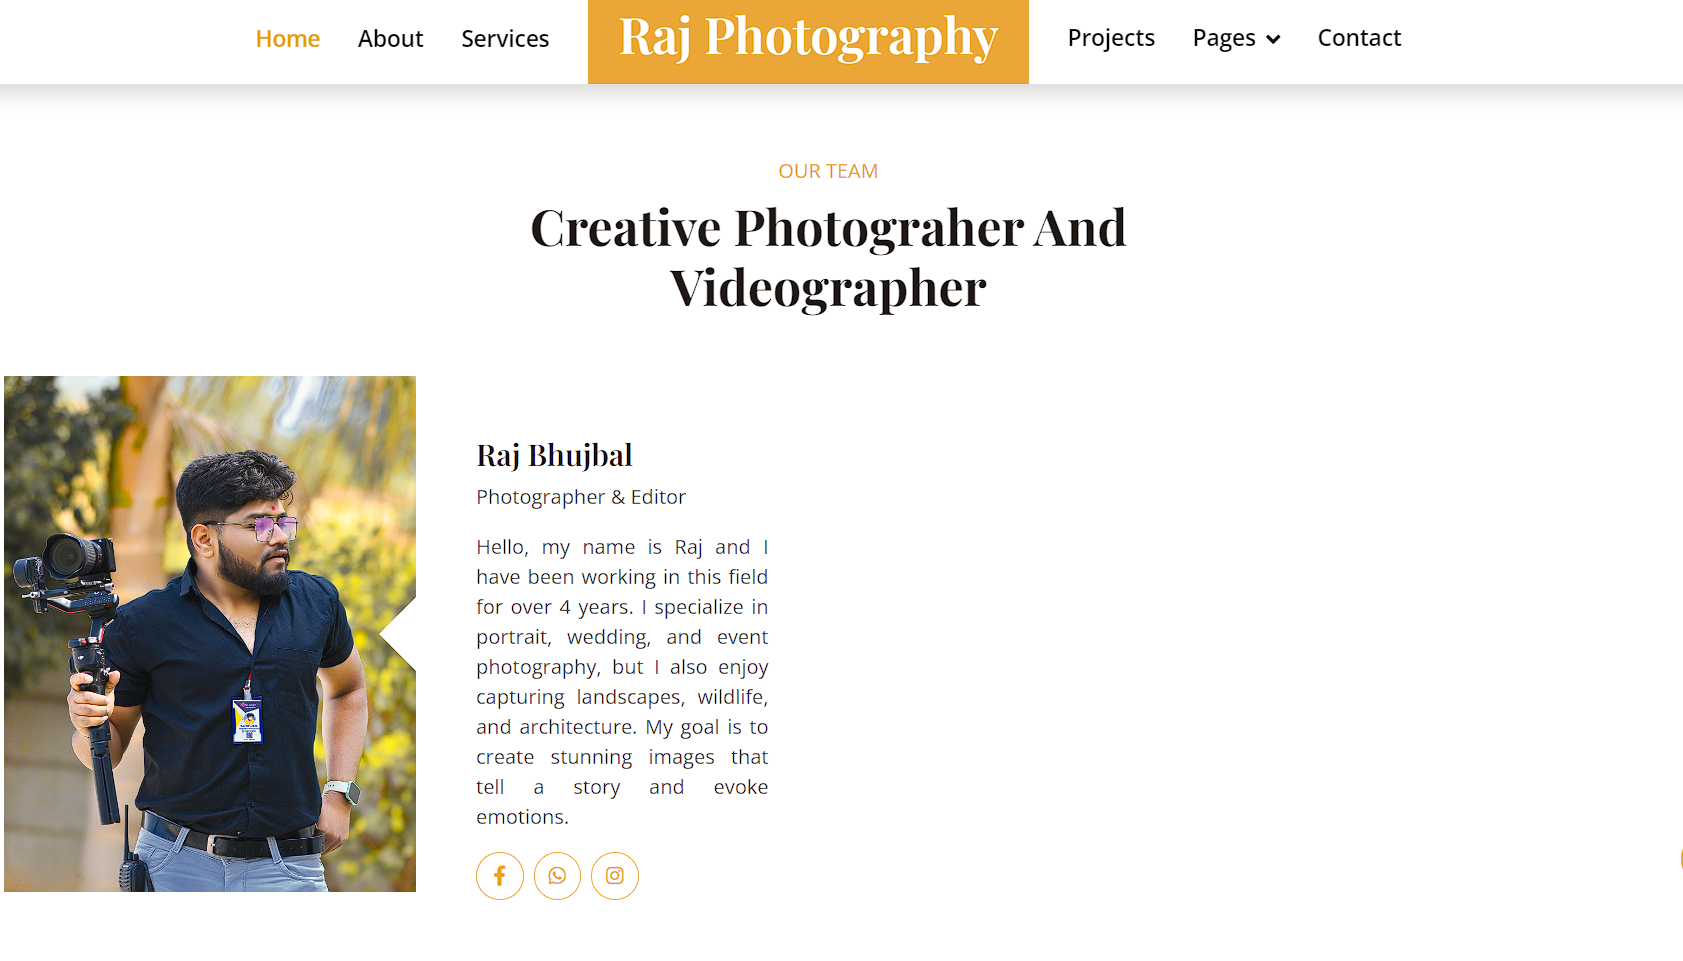 Home About Services Raj Photography Projects Pages Contact
OUR TEAM
Creative Photograher And
Videographer
Raj Bhujbal
Photographer & Editor
Hello, my name is Raj and I
have been working in this field
for over 4 years. I specialize in
portrait, wedding, and event
photography, but I also enjoy
capturing landscapes, wildlife,
and architecture. My goal is to
create stunning images that
tell a story and evoke
emotions.